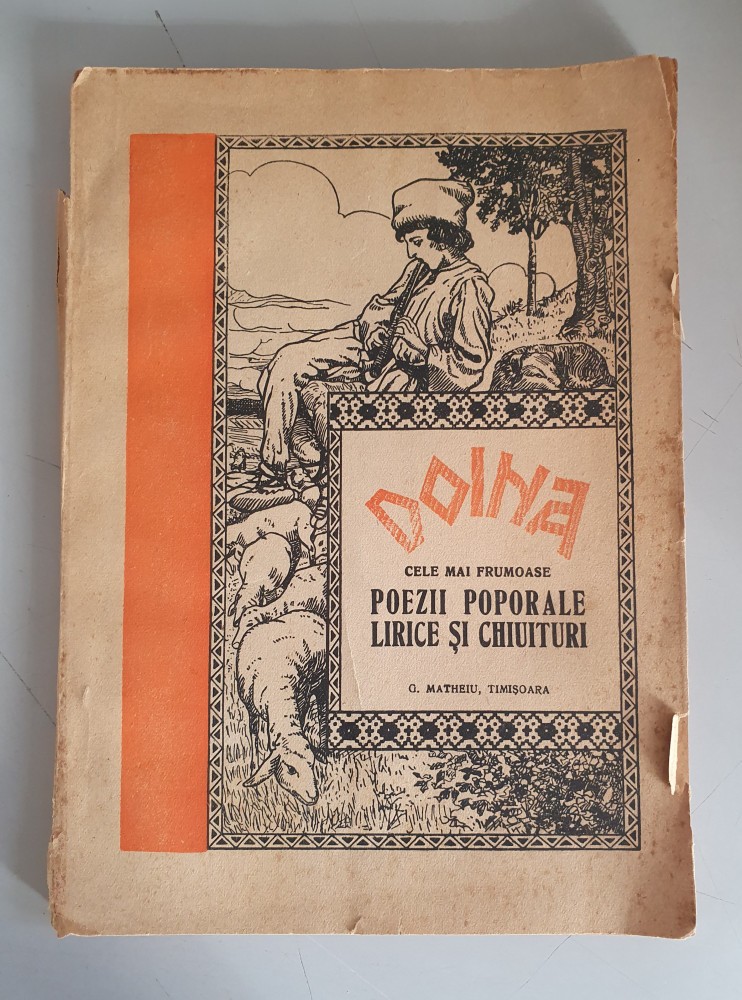 DOINA
CELE MAI FRUMOASE
POEZII POPORALE
LIRICE ȘI CHIUITURI
G. MATHEIU, TIMIȘOARA